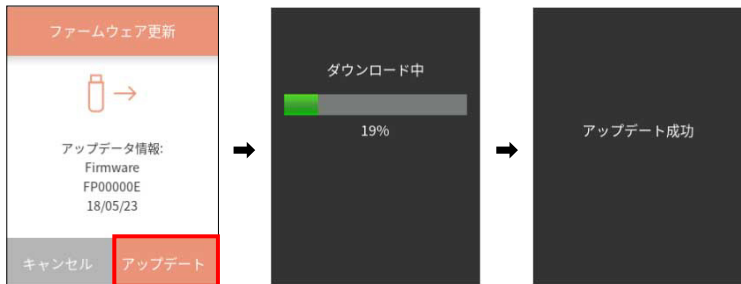 ファームウェア更新
アップデータ情報:
Firmware
FP00000E
18/05/23
キャンセル
アップデート
ダウンロード中
19%
アップデート成功